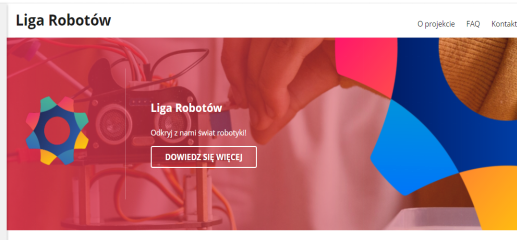 Liga Robotów
O projekcie FAQ Kontakt
Liga Robotów
Odkryj z nami świat robotyki!
DOWIEDZ SIĘ WIĘCEJ